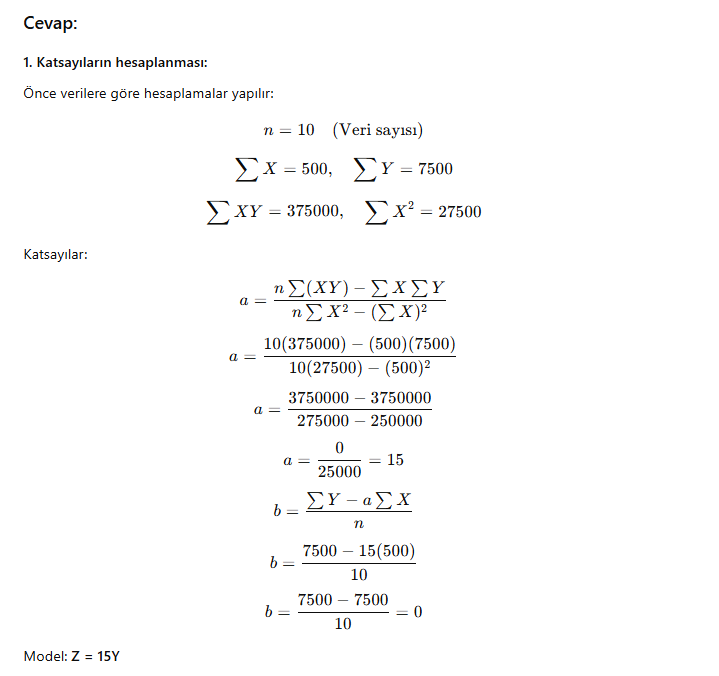 Cevap:
1. Katsayıların hesaplanması:
Önce verilere göre hesaplamalar yapılır:
n = 10 (Veri sayısı)
∑ X = 500, ∑ Y = 7500
∑ XY = 375000, ∑ X² = 27500
Katsayılar:
a = (n ∑(XY) − ∑ X ∑ Y) / (n ∑ X² − (∑ X)²)
a = (10(375000) − (500)(7500)) / (10(27500) − (500)²)
a = (3750000 − 3750000) / (275000 − 250000)
a = 0 / 25000 = 15
b = (∑ Y − a ∑ X) / n
b = (7500 − 15(500)) / 10
b = (7500 − 7500) / 10 = 0
Model: Z = 15Y